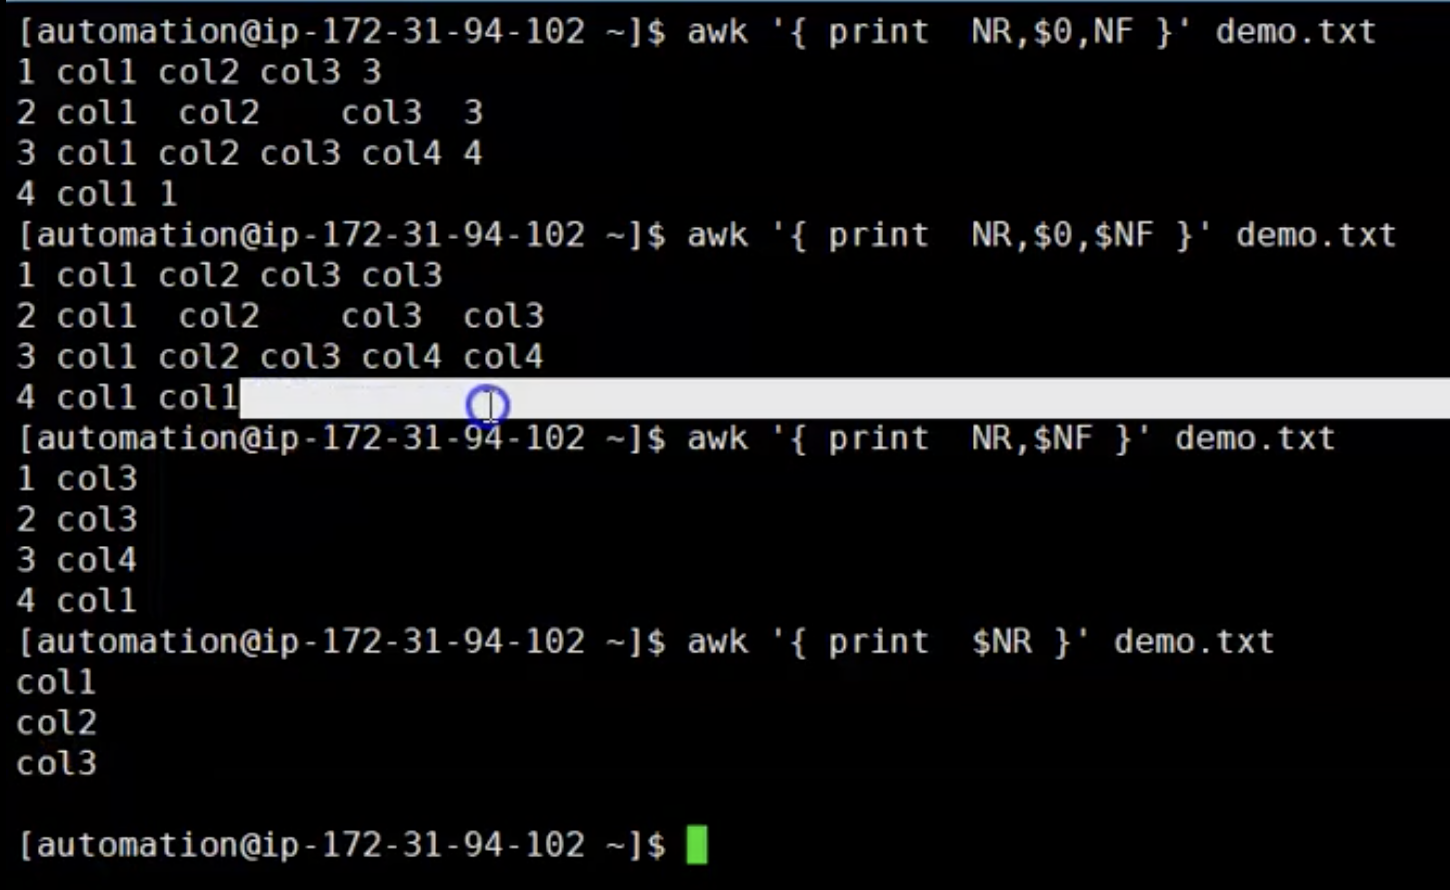 [automation@ip-172-31-94-102 ~]$ awk '{ print  NR,$0,NF }' demo.txt
1 col1 col2 col3 3
2 col1  col2    col3  3
3 col1 col2 col3 col4 4
4 col1 1
[automation@ip-172-31-94-102 ~]$ awk '{ print  NR,$0,$NF }' demo.txt
1 col1 col2 col3 col3
2 col1  col2    col3  col3
3 col1 col2 col3 col4 col4
4 col1 col1
[automation@ip-172-31-94-102 ~]$ awk '{ print  NR,$NF }' demo.txt
1 col3
2 col3
3 col4
4 col1
[automation@ip-172-31-94-102 ~]$ awk '{ print  $NR }' demo.txt
col1
col2
col3

[automation@ip-172-31-94-102 ~]$